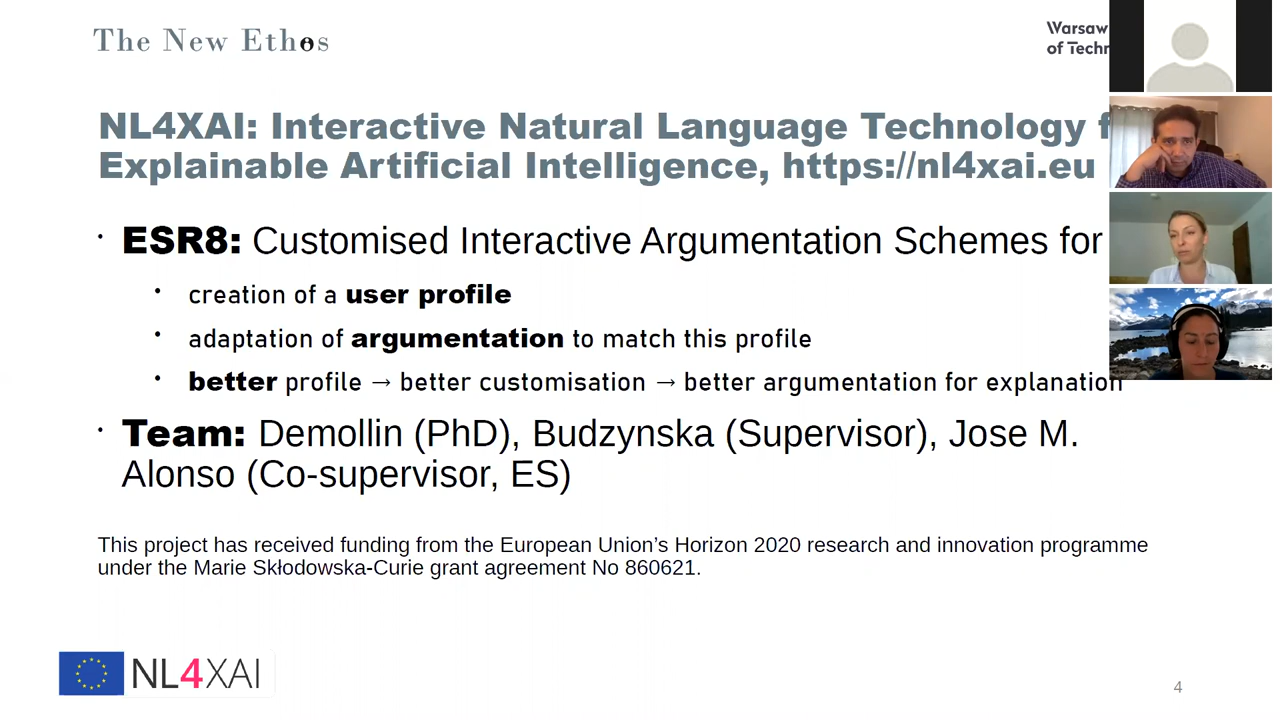 The New Ethos
Warsaw
of Techn
NL4XAI: Interactive Natural Language Technology f
Explainable Artificial Intelligence, https://nl4xai.eu
• ESR8: Customised Interactive Argumentation Schemes for
• creation of a user profile
• adaptation of argumentation to match this profile
• better profile → better customisation → better argumentation for explanation
• Team: Demollin (PhD), Budzynska (Supervisor), Jose M.
Alonso (Co-supervisor, ES)
This project has received funding from the European Union’s Horizon 2020 research and innovation programme
under the Marie Skłodowska-Curie grant agreement No 860621.
NL4XAI
4